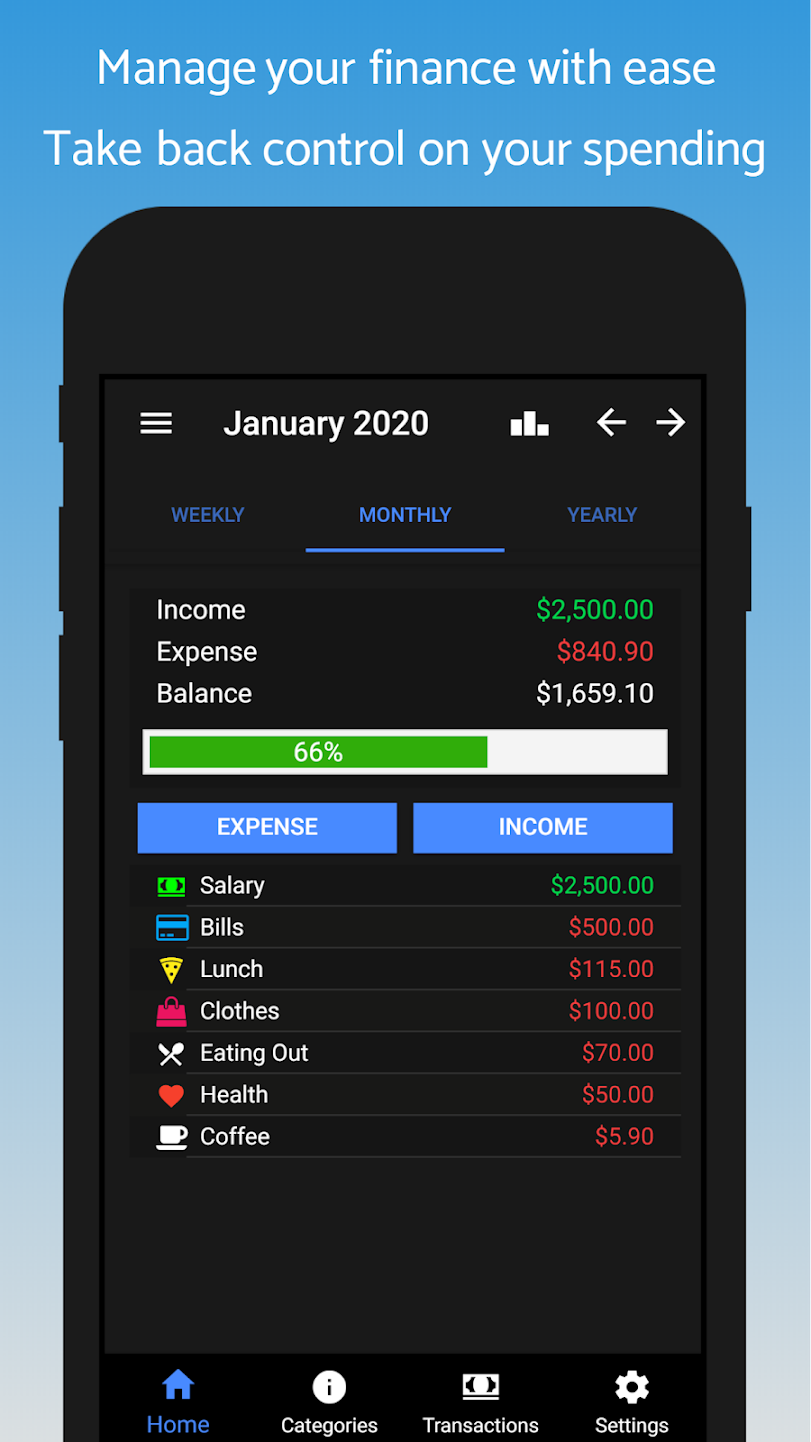 Manage your finance with ease
Take back control on your spending
January 2020
WEEKLY MONTHLY YEARLY
Income $2,500.00
Expense $840.90
Balance $1,659.10
66%
EXPENSE INCOME
Salary $2,500.00
Bills $500.00
Lunch $115.00
Clothes $100.00
Eating Out $70.00
Health $50.00
Coffee $5.90
Home Categories Transactions Settings